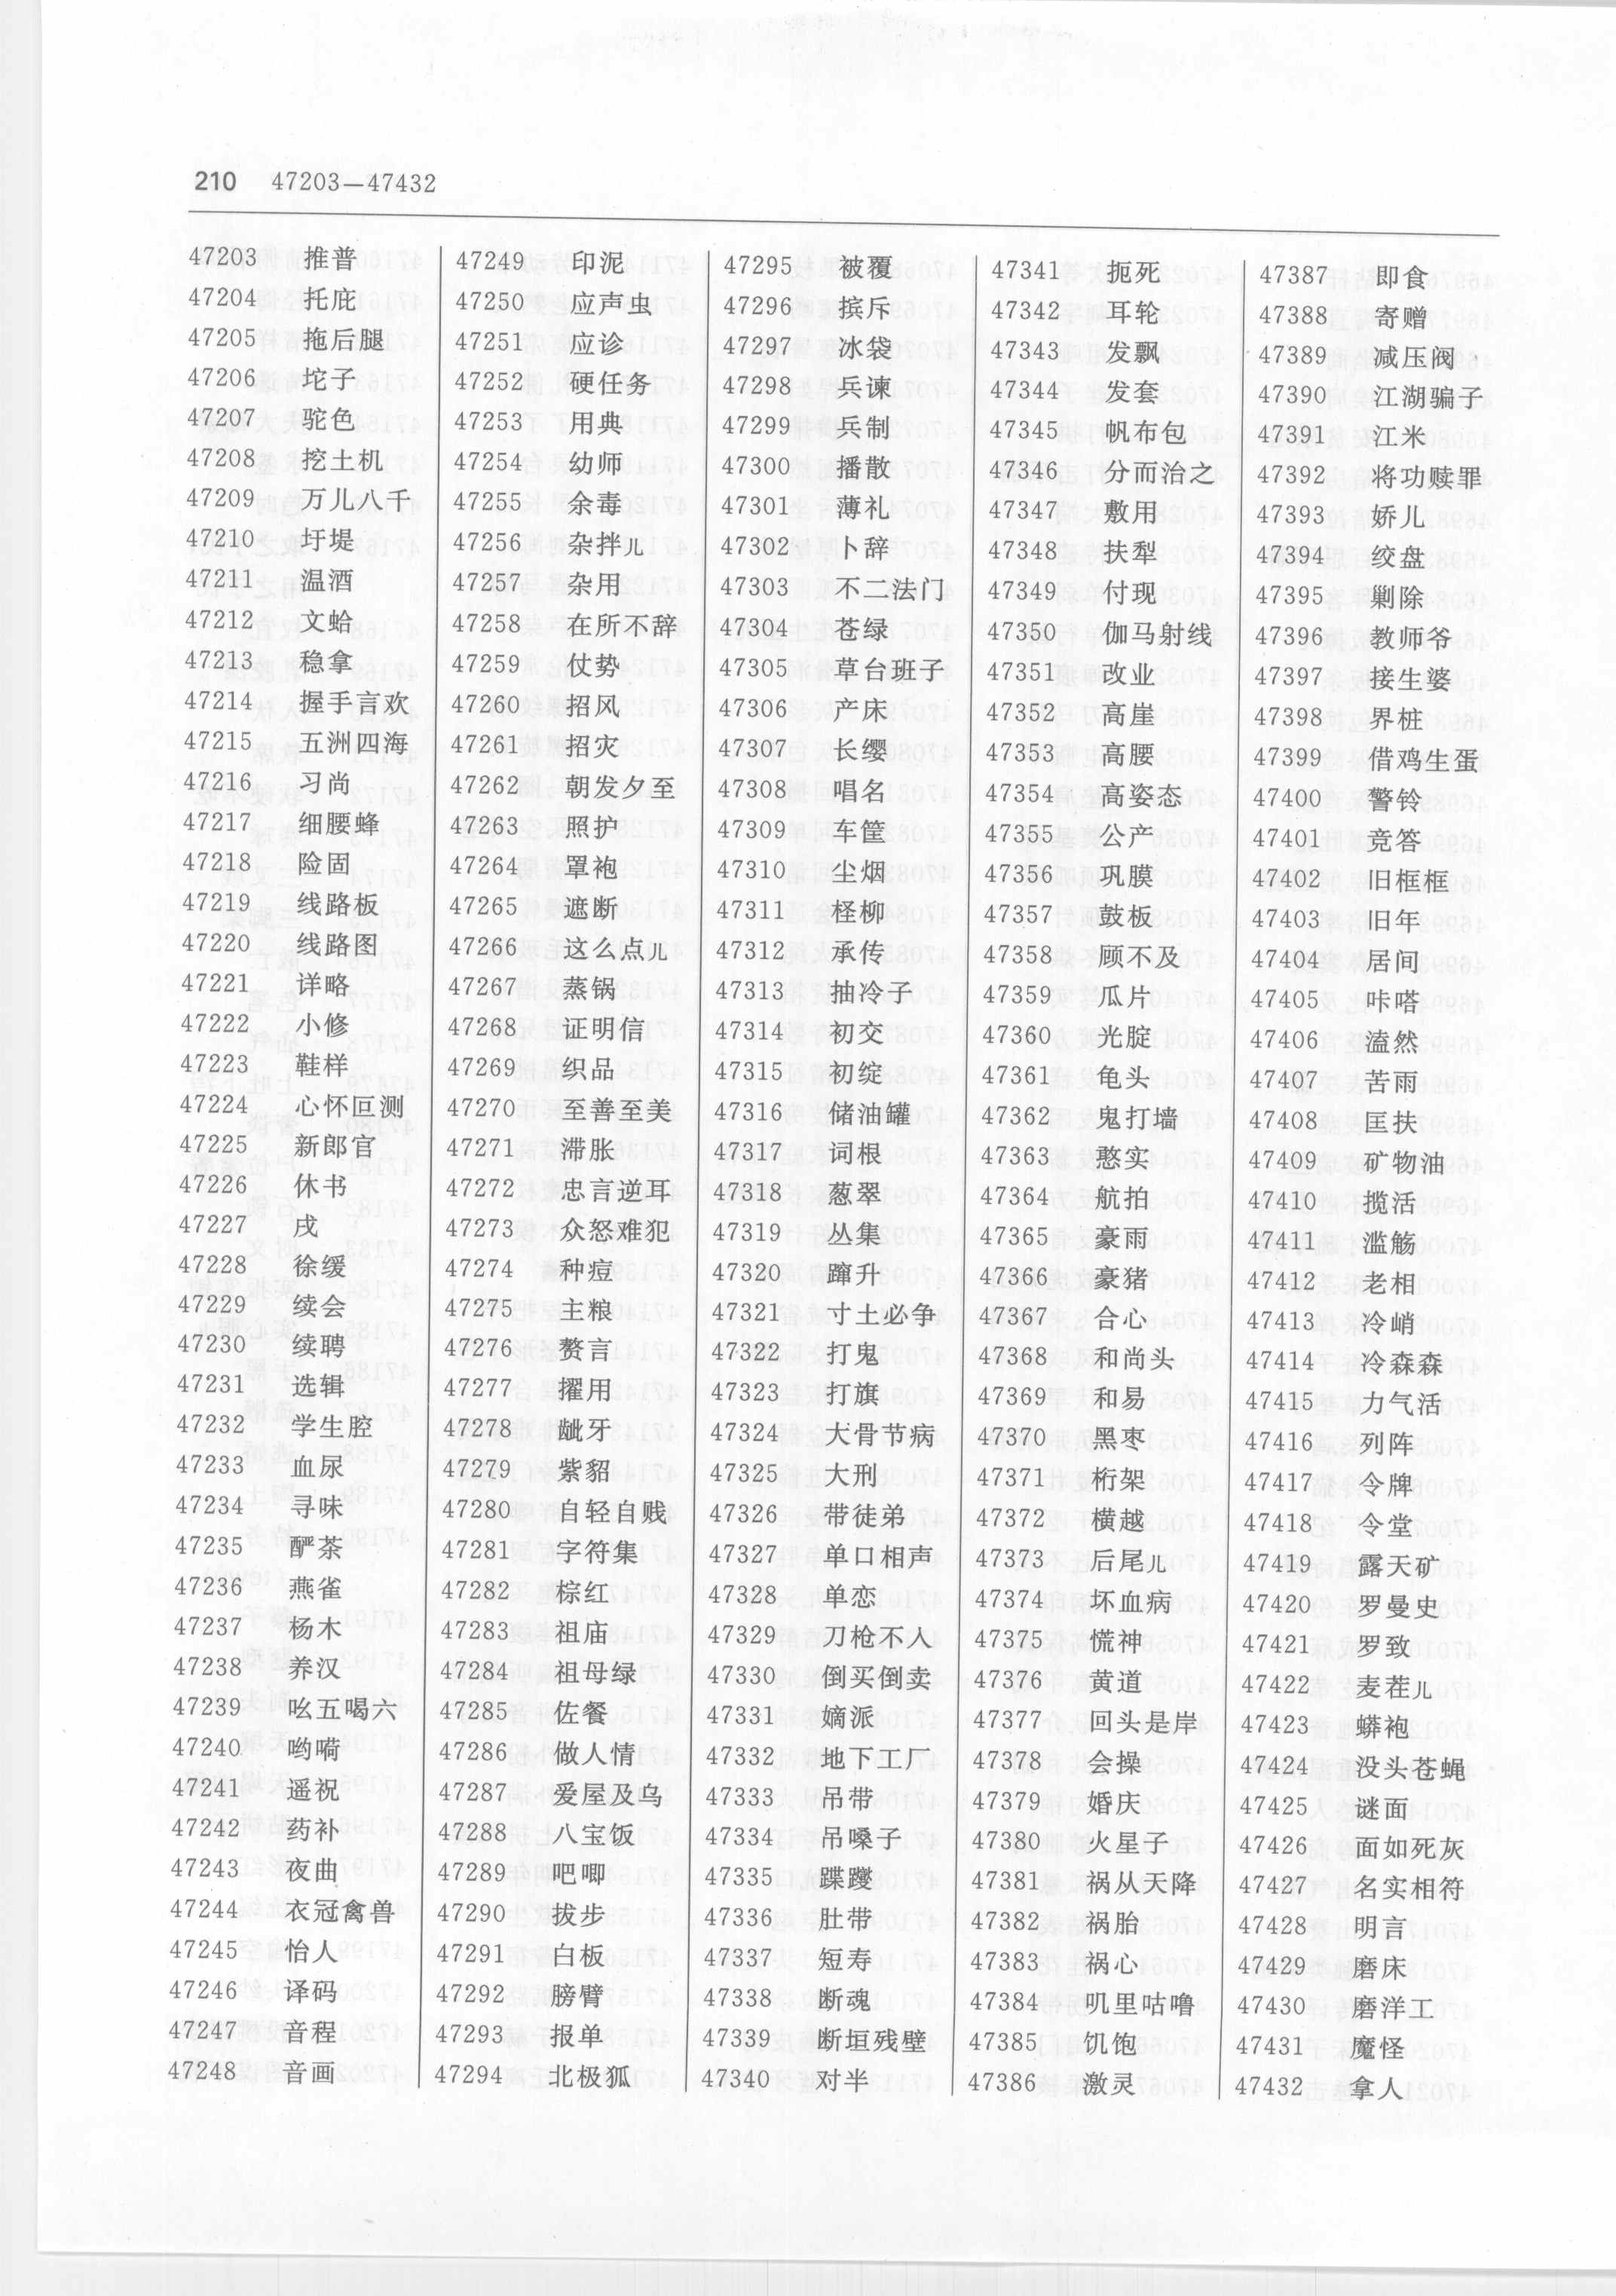 210 47203—47432
47203 推普
47204 托庇
47205 拖后腿
47206 坨子
47207 驼色
47208 挖土机
47209 万儿八千
47210 圩堤
47211 温酒
47212 文蛤
47213 稳拿
47214 握手言欢
47215 五洲四海
47216 习尚
47217 细腰蜂
47218 险固
47219 线路板
47220 线路图
47221 详略
47222 小修
47223 鞋样
47224 心怀叵测
47225 新郎官
47226 休书
47227 戌
47228 徐缓
47229 续会
47230 续聘
47231 选辑
47232 学生腔
47233 血尿
47234 寻味
47235 酽茶
47236 燕雀
47237 杨木
47238 养汉
47239 吆五喝六
47240 哟嗬
47241 遥祝
47242 药补
47243 夜曲
47244 衣冠禽兽
47245 怡人
47246 译码
47247 音程
47248 音画
47249 印泥
47250 应声虫
47251 应诊
47252 硬任务
47253 用典
47254 幼师
47255 余毒
47256 杂拌儿
47257 杂用
47258 在所不辞
47259 仗势
47260 招风
47261 招灾
47262 朝发夕至
47263 照护
47264 罩袍
47265 遮断
47266 这么点儿
47267 蒸锅
47268 证明信
47269 织品
47270 至善至美
47271 滞胀
47272 忠言逆耳
47273 众怒难犯
47274 种痘
47275 主粮
47276 赘言
47277 擢用
47278 龇牙
47279 紫貂
47280 自轻自贱
47281 字符集
47282 棕红
47283 祖庙
47284 祖母绿
47285 佐餐
47286 做人情
47287 爱屋及乌
47288 八宝饭
47289 吧唧
47290 拔步
47291 白板
47292 膀臂
47293 报单
47294 北极狐
47295 被覆
47296 摈斥
47297 冰袋
47298 兵谏
47299 兵制
47300 播散
47301 薄礼
47302 卜辞
47303 不二法门
47304 苍绿
47305 草台班子
47306 产床
47307 长缨
47308 唱名
47309 车筐
47310 尘烟
47311 柽柳
47312 承传
47313 抽冷子
47314 初交
47315 初绽
47316 储油罐
47317 词根
47318 葱翠
47319 丛集
47320 蹿升
47321 寸土必争
47322 打鬼
47323 打旗
47324 大骨节病
47325 大刑
47326 带徒弟
47327 单口相声
47328 单恋
47329 刀枪不入
47330 倒买倒卖
47331 嫡派
47332 地下工厂
47333 吊带
47334 吊嗓子
47335 蹀躞
47336 肚带
47337 短寿
47338 断魂
47339 断垣残壁
47340 对半
47341 扼死
47342 耳轮
47343 发飘
47344 发套
47345 帆布包
47346 分而治之
47347 敷用
47348 扶犁
47349 付现
47350 伽马射线
47351 改业
47352 高崖
47353 高腰
47354 高姿态
47355 公产
47356 巩膜
47357 鼓板
47358 顾不及
47359 瓜片
47360 光腚
47361 龟头
47362 鬼打墙
47363 憨实
47364 航拍
47365 豪雨
47366 豪猪
47367 合心
47368 和尚头
47369 和易
47370 黑枣
47371 桁架
47372 横越
47373 后尾儿
47374 坏血病
47375 慌神
47376 黄道
47377 回头是岸
47378 会操
47379 婚庆
47380 火星子
47381 祸从天降
47382 祸胎
47383 祸心
47384 叽里咕噜
47385 饥饱
47386 激灵
47387 即食
47388 寄赠
47389 减压阀
47390 江湖骗子
47391 江米
47392 将功赎罪
47393 娇儿
47394 绞盘
47395 剿除
47396 教师爷
47397 接生婆
47398 界桩
47399 借鸡生蛋
47400 警铃
47401 竞答
47402 旧框框
47403 旧年
47404 居间
47405 咔嗒
47406 溘然
47407 苦雨
47408 匡扶
47409 矿物油
47410 揽活
47411 滥觞
47412 老相
47413 冷峭
47414 冷森森
47415 力气活
47416 列阵
47417 令牌
47418 令堂
47419 露天矿
47420 罗曼史
47421 罗致
47422 麦茬儿
47423 蟒袍
47424 没头苍蝇
47425 谜面
47426 面如死灰
47427 名实相符
47428 明言
47429 磨床
47430 磨洋工
47431 魔怪
47432 拿人